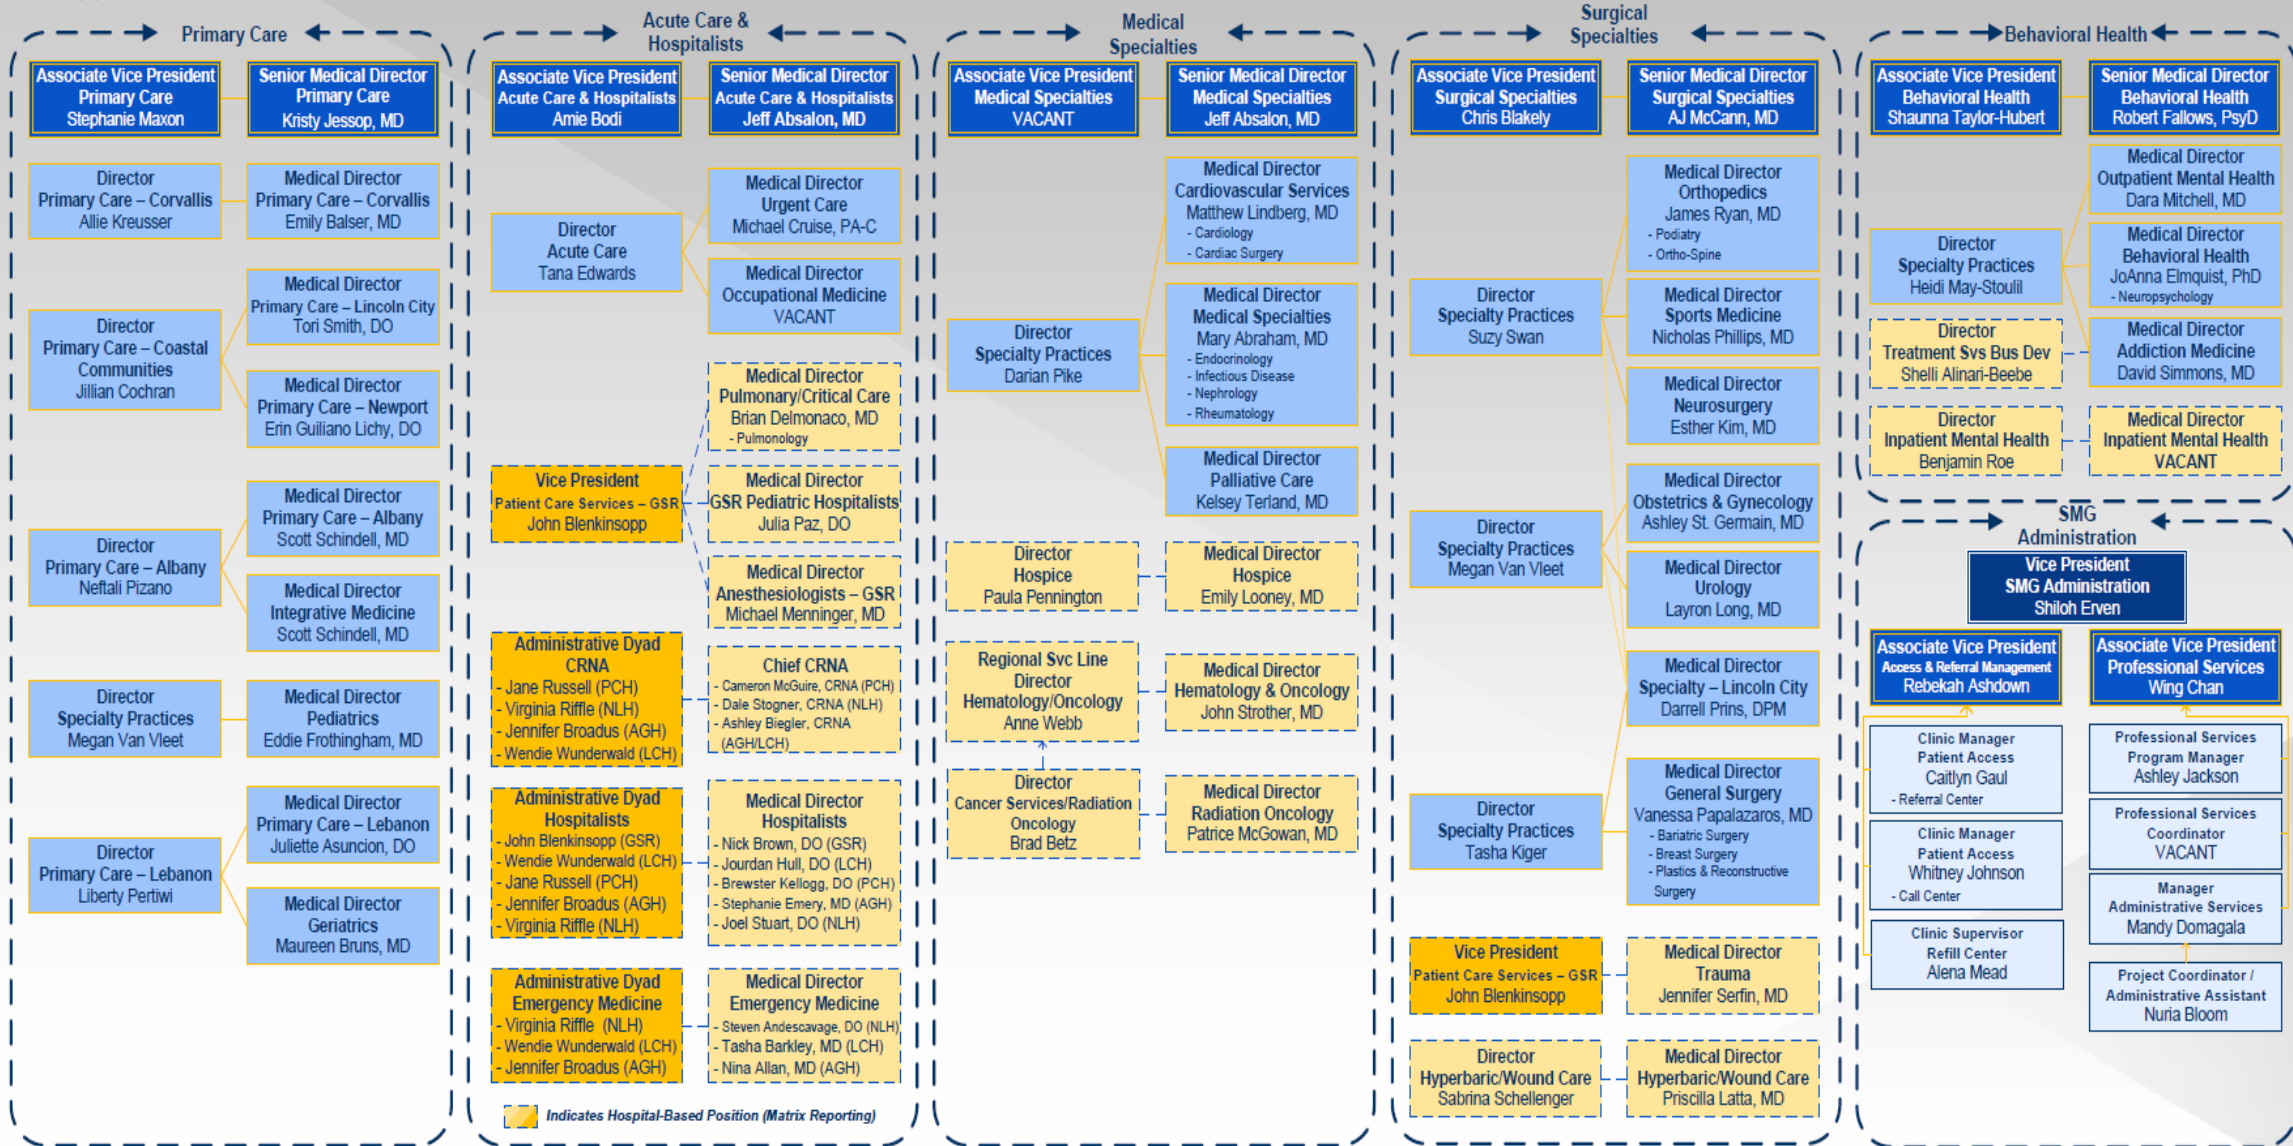 Primary Care
Associate Vice President
Primary Care
Stephanie Maxon
Senior Medical Director
Primary Care
Kristy Jessop, MD
Director
Primary Care – Corvallis
Allie Kreusser
Medical Director
Primary Care – Corvallis
Emily Balser, MD
Director
Primary Care – Coastal
Communities
Jillian Cochran
Medical Director
Primary Care – Lincoln City
Tori Smith, DO
Medical Director
Primary Care – Newport
Erin Guiliano Lichy, DO
Director
Primary Care – Albany
Neftali Pizano
Medical Director
Primary Care – Albany
Scott Schindell, MD
Medical Director
Integrative Medicine
Scott Schindell, MD
Director
Specialty Practices
Megan Van Vleet
Medical Director
Pediatrics
Eddie Frothingham, MD
Director
Primary Care – Lebanon
Liberty Pertiwi
Medical Director
Primary Care – Lebanon
Juliette Asuncion, DO
Medical Director
Geriatrics
Maureen Bruns, MD
Acute Care &
Hospitalists
Associate Vice President
Acute Care & Hospitalists
Amie Bodi
Senior Medical Director
Acute Care & Hospitalists
Jeff Absalon, MD
Director
Acute Care
Tana Edwards
Medical Director
Urgent Care
Michael Cruise, PA-C
Medical Director
Occupational Medicine
VACANT
Vice President
Patient Care Services – GSR
John Blenkinsopp
Medical Director
Pulmonary/Critical Care
Brian Delmonaco, MD
- Pulmonology
Medical Director
GSR Pediatric Hospitalists
Julia Paz, DO
Medical Director
Anesthesiologists – GSR
Michael Menninger, MD
Administrative Dyad
CRNA
- Jane Russell (PCH)
- Virginia Riffle (NLH)
- Jennifer Broadus (AGH)
- Wendie Wunderwald (LCH)
Chief CRNA
- Cameron McGuire, CRNA (PCH)
- Dale Stogner, CRNA (NLH)
- Ashley Biegler, CRNA
(AGH/LCH)
Administrative Dyad
Hospitalists
- John Blenkinsopp (GSR)
- Wendie Wunderwald (LCH)
- Jane Russell (PCH)
- Jennifer Broadus (AGH)
- Virginia Riffle (NLH)
Medical Director
Hospitalists
- Nick Brown, DO (GSR)
- Jourdan Hull, DO (LCH)
- Brewster Kellogg, DO (PCH)
- Stephanie Emery, MD (AGH)
- Joel Stuart, DO (NLH)
Administrative Dyad
Emergency Medicine
- Virginia Riffle (NLH)
- Wendie Wunderwald (LCH)
- Jennifer Broadus (AGH)
Medical Director
Emergency Medicine
- Steven Andescavage, DO (NLH)
- Tasha Barkley, MD (LCH)
- Nina Allan, MD (AGH)
Indicates Hospital-Based Position (Matrix Reporting)
Medical
Specialties
Associate Vice President
Medical Specialties
VACANT
Senior Medical Director
Medical Specialties
Jeff Absalon, MD
Director
Specialty Practices
Darian Pike
Medical Director
Cardiovascular Services
Matthew Lindberg, MD
- Cardiology
- Cardiac Surgery
Medical Director
Medical Specialties
Mary Abraham, MD
- Endocrinology
- Infectious Disease
- Nephrology
- Rheumatology
Medical Director
Palliative Care
Kelsey Terland, MD
Director
Hospice
Paula Pennington
Medical Director
Hospice
Emily Looney, MD
Regional Svc Line
Director
Hematology/Oncology
Anne Webb
Medical Director
Hematology & Oncology
John Strother, MD
Director
Cancer Services/Radiation
Oncology
Brad Betz
Medical Director
Radiation Oncology
Patrice McGowan, MD
Surgical
Specialties
Associate Vice President
Surgical Specialties
Chris Blakely
Senior Medical Director
Surgical Specialties
AJ McCann, MD
Director
Specialty Practices
Suzy Swan
Medical Director
Orthopedics
James Ryan, MD
- Podiatry
- Ortho-Spine
Medical Director
Sports Medicine
Nicholas Phillips, MD
Medical Director
Neurosurgery
Esther Kim, MD
Director
Specialty Practices
Megan Van Vleet
Medical Director
Obstetrics & Gynecology
Ashley St. Germain, MD
Medical Director
Urology
Layron Long, MD
Medical Director
Specialty – Lincoln City
Darrell Prins, DPM
Director
Specialty Practices
Tasha Kiger
Medical Director
General Surgery
Vanessa Papalazaros, MD
- Bariatric Surgery
- Breast Surgery
- Plastics & Reconstructive
Surgery
Vice President
Patient Care Services – GSR
John Blenkinsopp
Medical Director
Trauma
Jennifer Serfin, MD
Director
Hyperbaric/Wound Care
Sabrina Schellenger
Medical Director
Hyperbaric/Wound Care
Priscilla Latta, MD
Behavioral Health
Associate Vice President
Behavioral Health
Shaunna Taylor-Hubert
Senior Medical Director
Behavioral Health
Robert Fallows, PsyD
Director
Specialty Practices
Heidi May-Stoulil
Medical Director
Outpatient Mental Health
Dara Mitchell, MD
Medical Director
Behavioral Health
JoAnna Elmquist, PhD
- Neuropsychology
Director
Treatment Svs Bus Dev
Shelli Alinari-Beebe
Medical Director
Addiction Medicine
David Simmons, MD
Director
Inpatient Mental Health
Benjamin Roe
Medical Director
Inpatient Mental Health
VACANT
SMG
Administration
Vice President
SMG Administration
Shiloh Erven
Associate Vice President
Access & Referral Management
Rebekah Ashdown
Associate Vice President
Professional Services
Wing Chan
Clinic Manager
Patient Access
Caitlyn Gaul
- Referral Center
Clinic Manager
Patient Access
Whitney Johnson
- Call Center
Clinic Supervisor
Refill Center
Alena Mead
Professional Services
Program Manager
Ashley Jackson
Professional Services
Coordinator
VACANT
Manager
Administrative Services
Mandy Domagala
Project Coordinator /
Administrative Assistant
Nuria Bloom